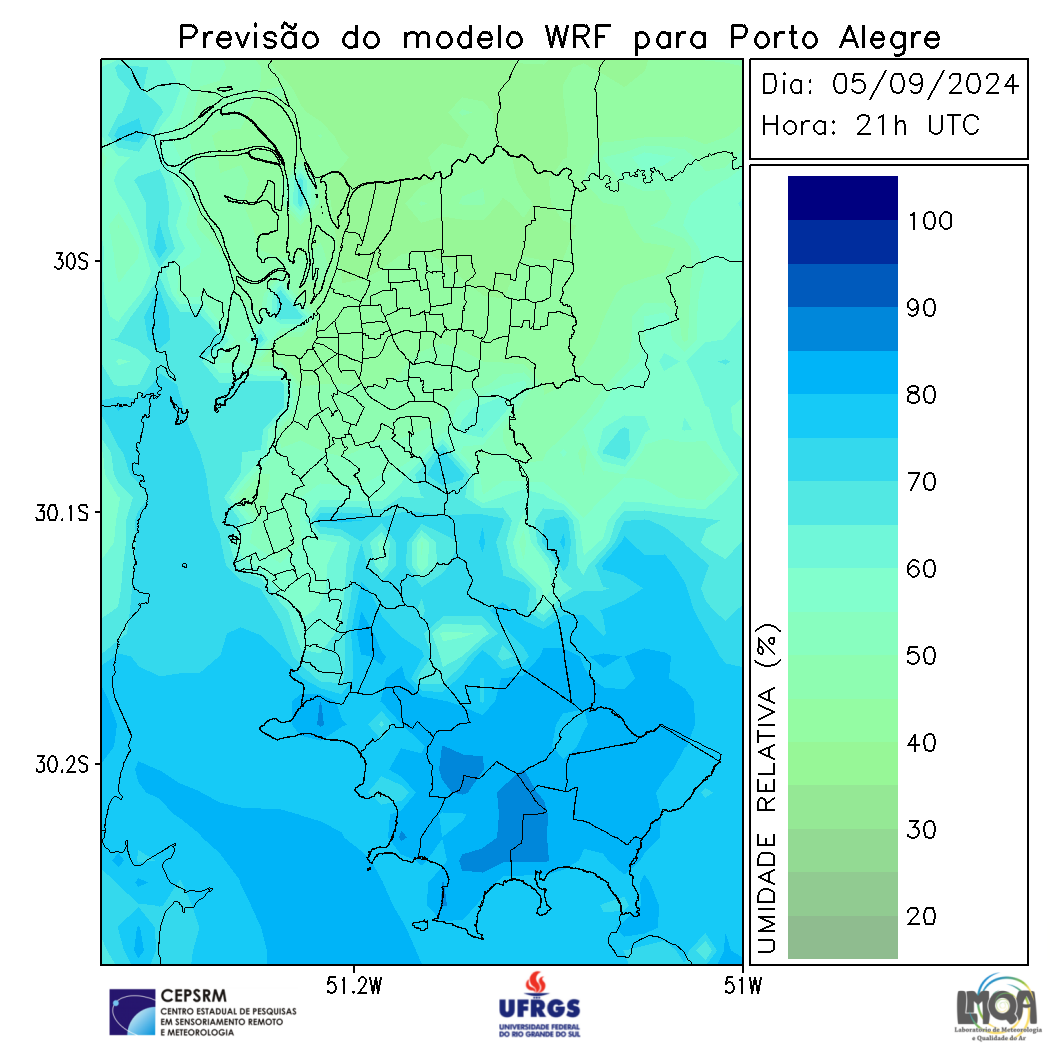 Previsão do modelo WRF para Porto Alegre
Dia: 05/09/2024
Hora: 21h UTC
100
90
80
70
60
50
40
30
20
UMIDADE RELATIVA (%)
30S
30.1S
30.2S
51.2W
51W
CEPSRM
CENTRO ESTADUAL DE PESQUISAS
EM SENSORIAMENTO REMOTO
E METEOROLOGIA
UFRGS
UNIVERSIDADE FEDERAL
DO RIO GRANDE DO SUL
LMQA
Laboratório de Meteorologia
e Qualidade do Ar